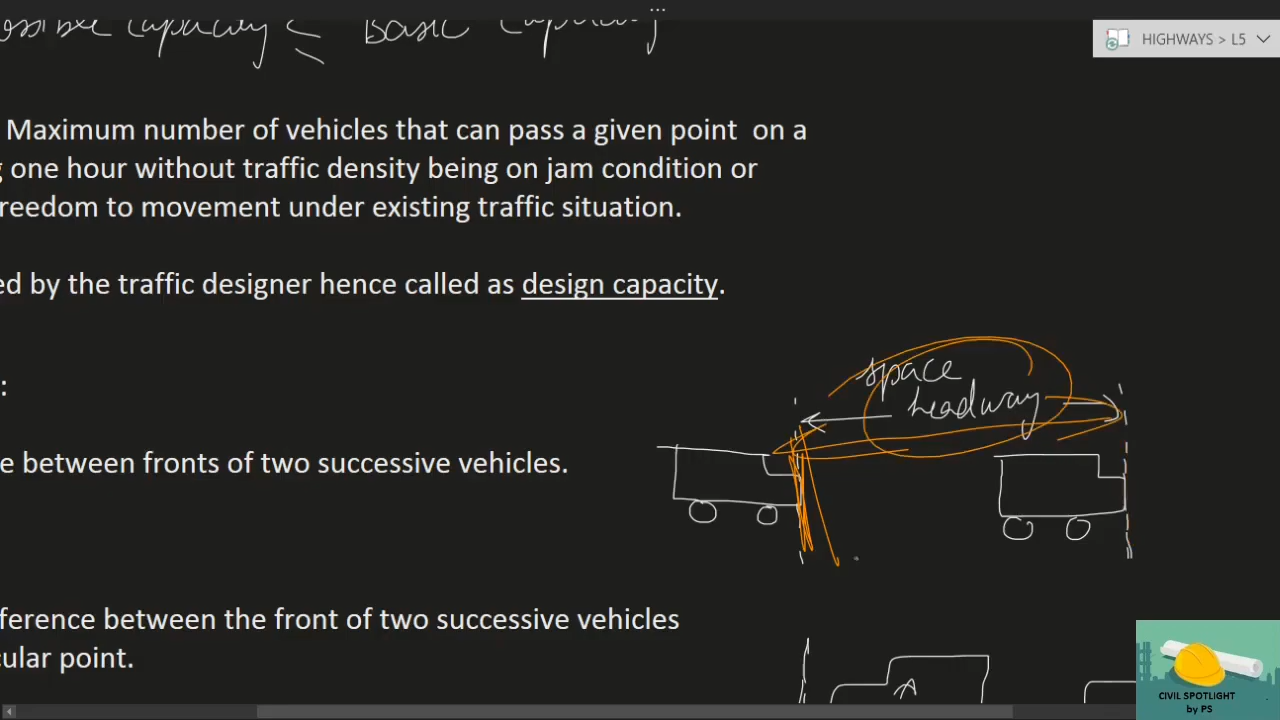 Capacity ≤ Basic Capacity
HIGHWAYS > L5
Maximum number of vehicles that can pass a given point on a
one hour without traffic density being on jam condition or
freedom to movement under existing traffic situation.
ed by the traffic designer hence called as design capacity.
:
space
headway
e between fronts of two successive vehicles.
ference between the front of two successive vehicles
cular point.
A
CIVIL SPOTLIGHT
by PS